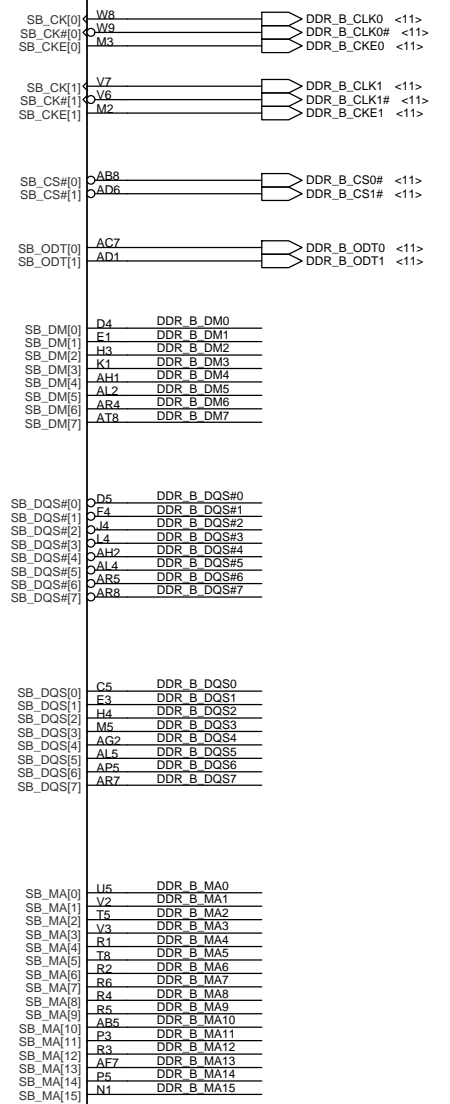 SB_CK[0] W8 DDR_B_CLK0 <11>
SB_CK#[0] W9 DDR_B_CLK0# <11>
SB_CKE[0] M3 DDR_B_CKE0 <11>
SB_CK[1] V7 DDR_B_CLK1 <11>
SB_CK#[1] V6 DDR_B_CLK1# <11>
SB_CKE[1] M2 DDR_B_CKE1 <11>
SB_CS#[0] AB8 DDR_B_CS0# <11>
SB_CS#[1] AD6 DDR_B_CS1# <11>
SB_ODT[0] AC7 DDR_B_ODT0 <11>
SB_ODT[1] AD1 DDR_B_ODT1 <11>
SB_DM[0] D4 DDR_B_DM0
SB_DM[1] E1 DDR_B_DM1
SB_DM[2] H3 DDR_B_DM2
SB_DM[3] K1 DDR_B_DM3
SB_DM[4] AH1 DDR_B_DM4
SB_DM[5] AL2 DDR_B_DM5
SB_DM[6] AR4 DDR_B_DM6
SB_DM[7] AT8 DDR_B_DM7
SB_DQS#[0] D5 DDR_B_DQS#0
SB_DQS#[1] F4 DDR_B_DQS#1
SB_DQS#[2] J4 DDR_B_DQS#2
SB_DQS#[3] L4 DDR_B_DQS#3
SB_DQS#[4] AH2 DDR_B_DQS#4
SB_DQS#[5] AL4 DDR_B_DQS#5
SB_DQS#[6] AR5 DDR_B_DQS#6
SB_DQS#[7] AR8 DDR_B_DQS#7
SB_DQS[0] C5 DDR_B_DQS0
SB_DQS[1] E3 DDR_B_DQS1
SB_DQS[2] H4 DDR_B_DQS2
SB_DQS[3] M5 DDR_B_DQS3
SB_DQS[4] AG2 DDR_B_DQS4
SB_DQS[5] AL5 DDR_B_DQS5
SB_DQS[6] AP5 DDR_B_DQS6
SB_DQS[7] AR7 DDR_B_DQS7
SB_MA[0] U5 DDR_B_MA0
SB_MA[1] V2 DDR_B_MA1
SB_MA[2] T5 DDR_B_MA2
SB_MA[3] V3 DDR_B_MA3
SB_MA[4] R1 DDR_B_MA4
SB_MA[5] T8 DDR_B_MA5
SB_MA[6] R2 DDR_B_MA6
SB_MA[7] R6 DDR_B_MA7
SB_MA[8] R4 DDR_B_MA8
SB_MA[9] R5 DDR_B_MA9
SB_MA[10] AB5 DDR_B_MA10
SB_MA[11] P3 DDR_B_MA11
SB_MA[12] R3 DDR_B_MA12
SB_MA[13] AF7 DDR_B_MA13
SB_MA[14] P5 DDR_B_MA14
SB_MA[15] N1 DDR_B_MA15